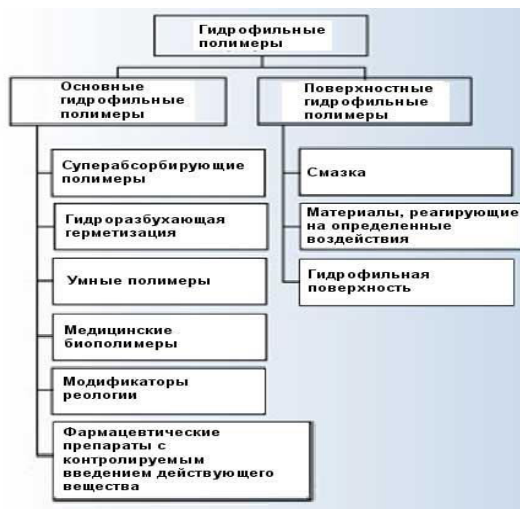 Гидрофильные
полимеры
Основные
гидрофильные
полимеры
Суперабсорбирующие
полимеры
Гидроразбухающая
герметизация
Умные полимеры
Медицинские
биополимеры
Модификаторы
реологии
Фармацевтические
препараты с
контролируемым
введением действующего
вещества
Поверхностные
гидрофильные
полимеры
Смазка
Материалы, реагирующие
на определенные
воздействия
Гидрофильная
поверхность